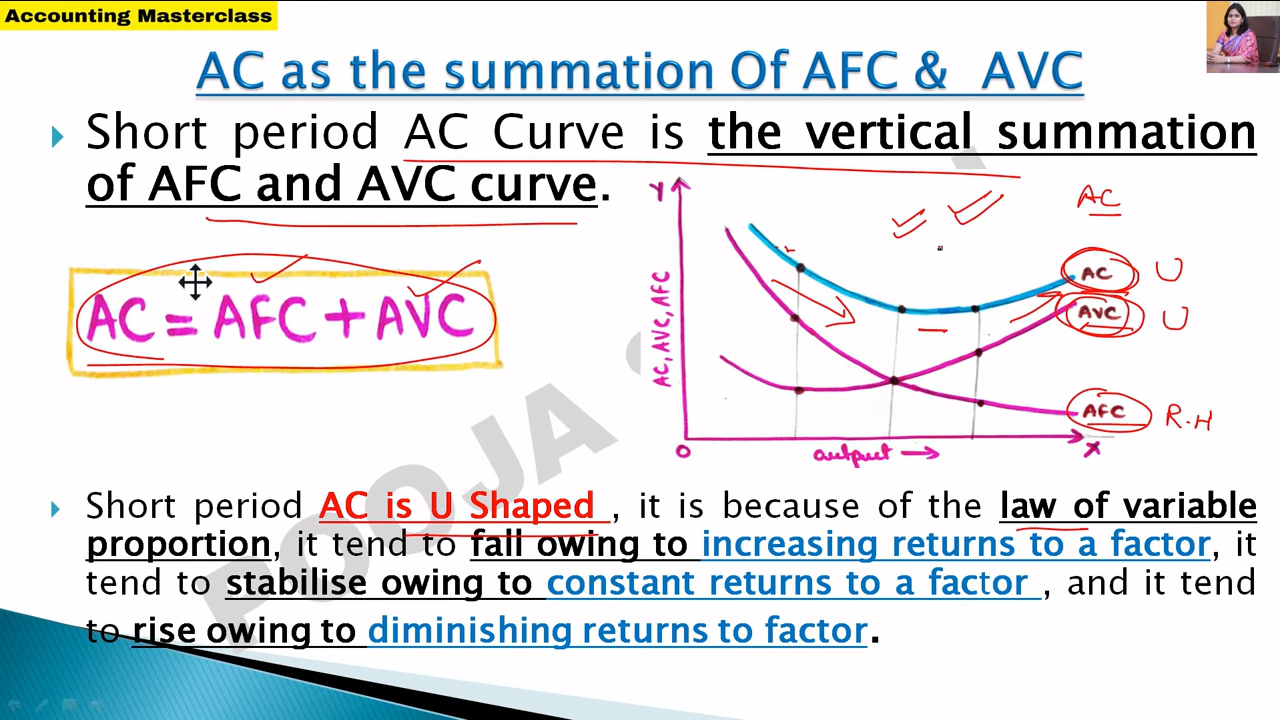 Accounting Masterclass
AC as the summation Of AFC & AVC
Short period AC Curve is the vertical summation
of AFC and AVC curve.
AC = AFC + AVC
Y
AC, AVC, AFC
AC
AC U
AVC U
AFC R.H
O output → X
Short period AC is U Shaped , it is because of the law of variable
proportion, it tend to fall owing to increasing returns to a factor, it
tend to stabilise owing to constant returns to a factor , and it tend
to rise owing to diminishing returns to factor.
POOJA